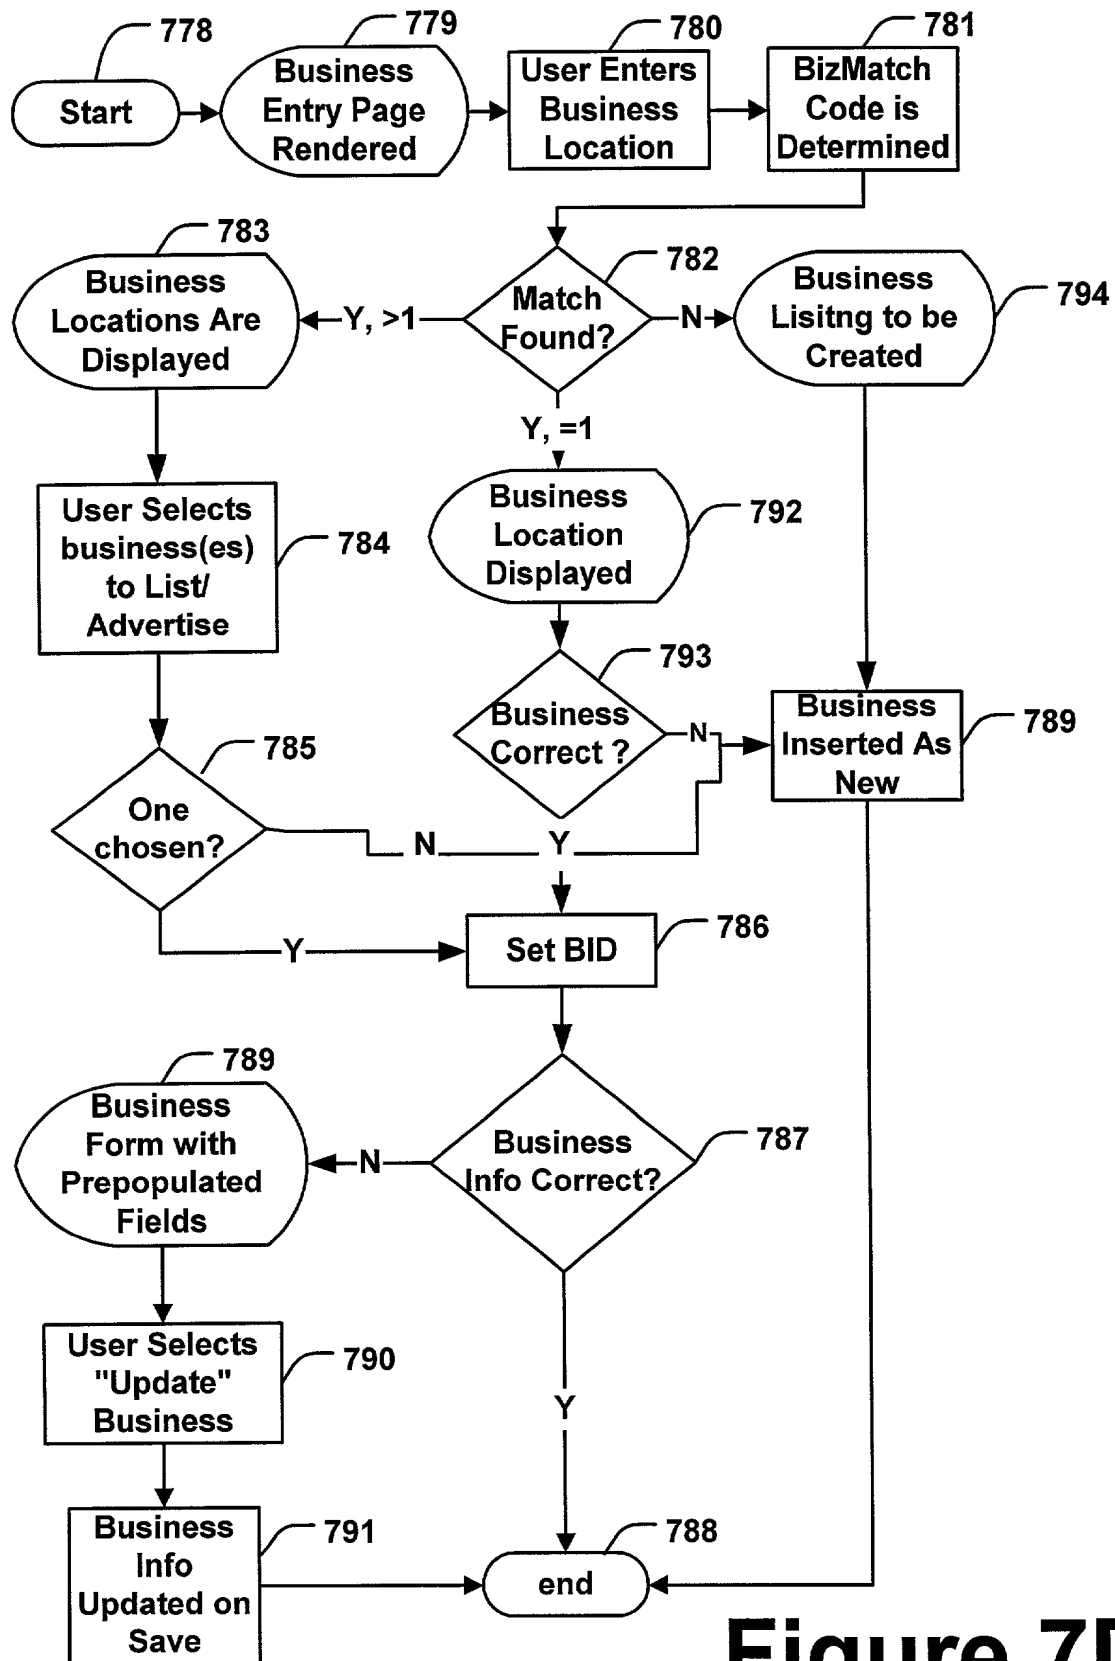 778
Start
779
Business
Entry Page
Rendered
780
User Enters
Business
Location
781
BizMatch
Code is
Determined
782
Match
Found?
783
Business
Locations Are
Displayed
Y, >1
N
794
Business
Lisitng to be
Created
Y, =1
784
User Selects
business(es)
to List/
Advertise
792
Business
Location
Displayed
793
Business
Correct ?
N
789
Business
Inserted As
New
785
One
chosen?
N
Y
Y
786
Set BID
787
Business
Info Correct?
N
789
Business
Form with
Prepopulated
Fields
790
User Selects
"Update"
Business
Y
791
Business
Info
Updated on
Save
788
end
Figure